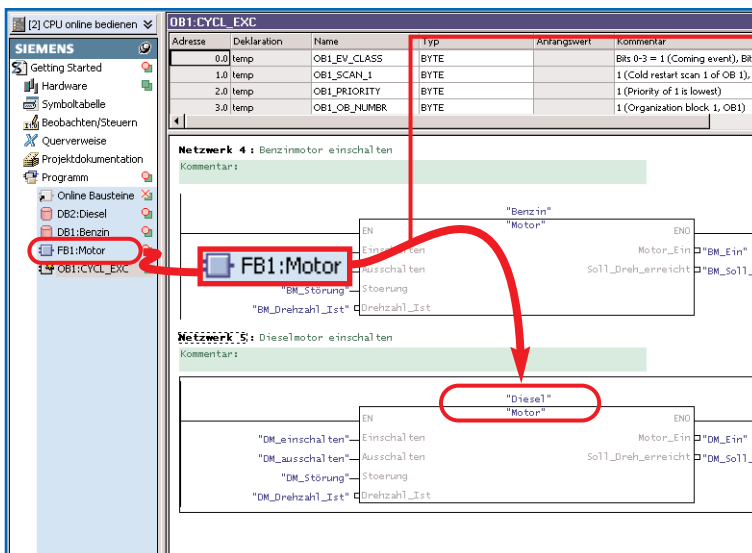 [2] CPU online bedienen
SIEMENS
Getting Started
Hardware
Symboltabelle
Beobachten/Steuern
Querverweise
Projektdokumentation
Programm
Online Bausteine
DB2:Diesel
DB1:Benzin
FB1:Motor
OB1:CYCL_EXC
OB1:CYCL_EXC
Adresse Deklaration Name Typ Anfangswert Kommentar
0.0 temp OB1_EV_CLASS BYTE Bits 0-3 = 1 (Coming event), Bit
1.0 temp OB1_SCAN_1 BYTE 1 (Cold restart scan 1 of OB 1),
2.0 temp OB1_PRIORITY BYTE 1 (Priority of 1 is lowest)
3.0 temp OB1_OB_NUMBR BYTE 1 (Organization block 1, OB1)
Netzwerk 4 : Benzinmotor einschalten
Kommentar:
"Benzin"
"Motor"
EN ENO
Einschalten Motor_Ein "BM_Ein"
FB1:Motor
Ausschalten Soll_Dreh_erreicht "BM_Soll_
"BM_Störung" Stoerung
"BM_Drehzahl_Ist" Drehzahl_Ist
Netzwerk 5 : Dieselmotor einschalten
Kommentar:
"Diesel"
"Motor"
EN ENO
"DM_einschalten" Einschalten Motor_Ein "DM_Ein"
"DM_ausschalten" Ausschalten Soll_Dreh_erreicht "DM_Soll_
"DM_Störung" Stoerung
"DM_Drehzahl_Ist" Drehzahl_Ist